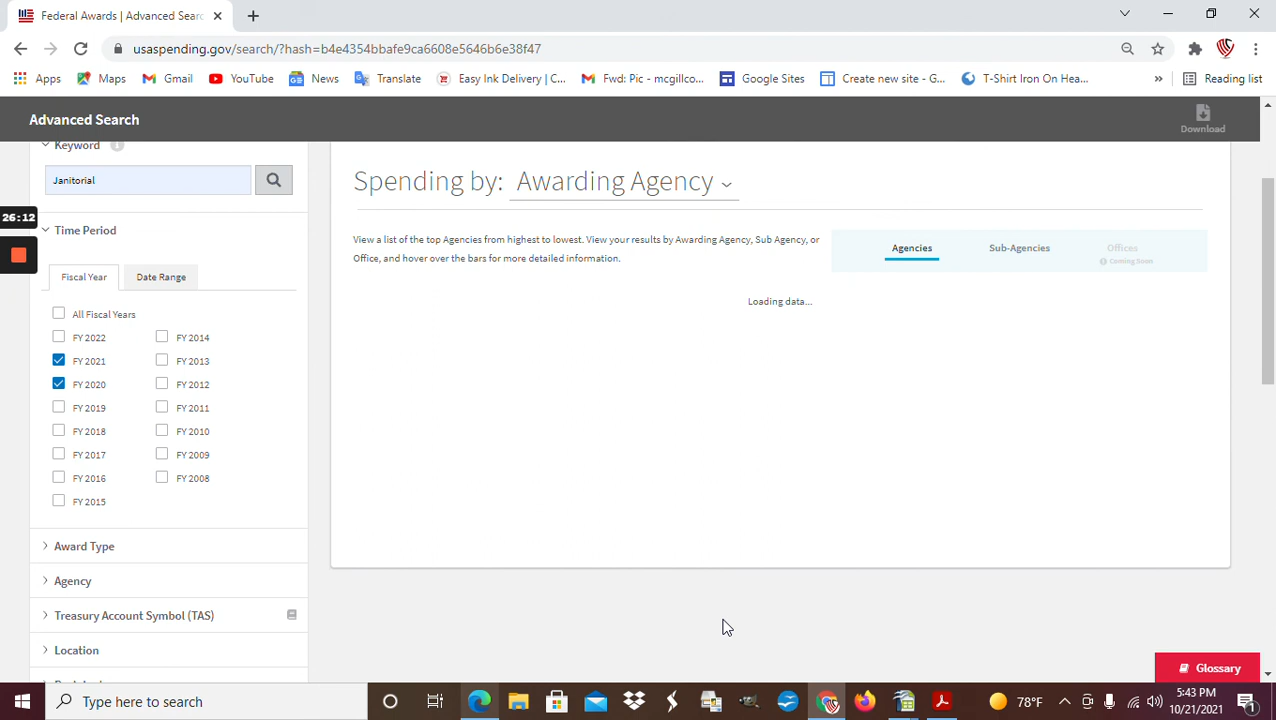 Federal Awards | Advanced Searc
usaspending.gov/search/?hash=b4e4354bbafe9ca6608e5646b6e38f47
Apps Maps Gmail YouTube News Translate Easy Ink Delivery | C... Fwd: Pic - mcgillco... Google Sites Create new site - G... T-Shirt Iron On Hea... » Reading list
Advanced Search
Download
Keyword
Janitorial
Spending by: Awarding Agency
26:12
Time Period
View a list of the top Agencies from highest to lowest. View your results by Awarding Agency, Sub Agency, or
Office, and hover over the bars for more detailed information.
Agencies Sub-Agencies Offices
Coming Soon
Fiscal Year Date Range
Loading data...
All Fiscal Years
FY 2022 FY 2014
FY 2021 FY 2013
FY 2020 FY 2012
FY 2019 FY 2011
FY 2018 FY 2010
FY 2017 FY 2009
FY 2016 FY 2008
FY 2015
Award Type
Agency
Treasury Account Symbol (TAS)
Location
Glossary
Type here to search
78°F
5:43 PM
10/21/2021
1